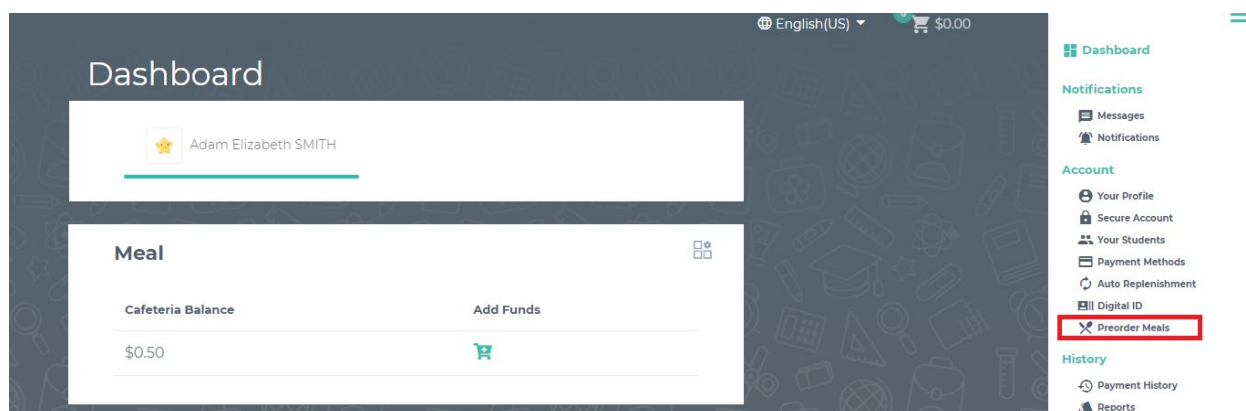 English(US) $0.00
Dashboard
Adam Elizabeth SMITH
Meal
Cafeteria Balance Add Funds
$0.50
Dashboard
Notifications
Messages
Notifications
Account
Your Profile
Secure Account
Your Students
Payment Methods
Auto Replenishment
Digital ID
Preorder Meals
History
Payment History
Reports